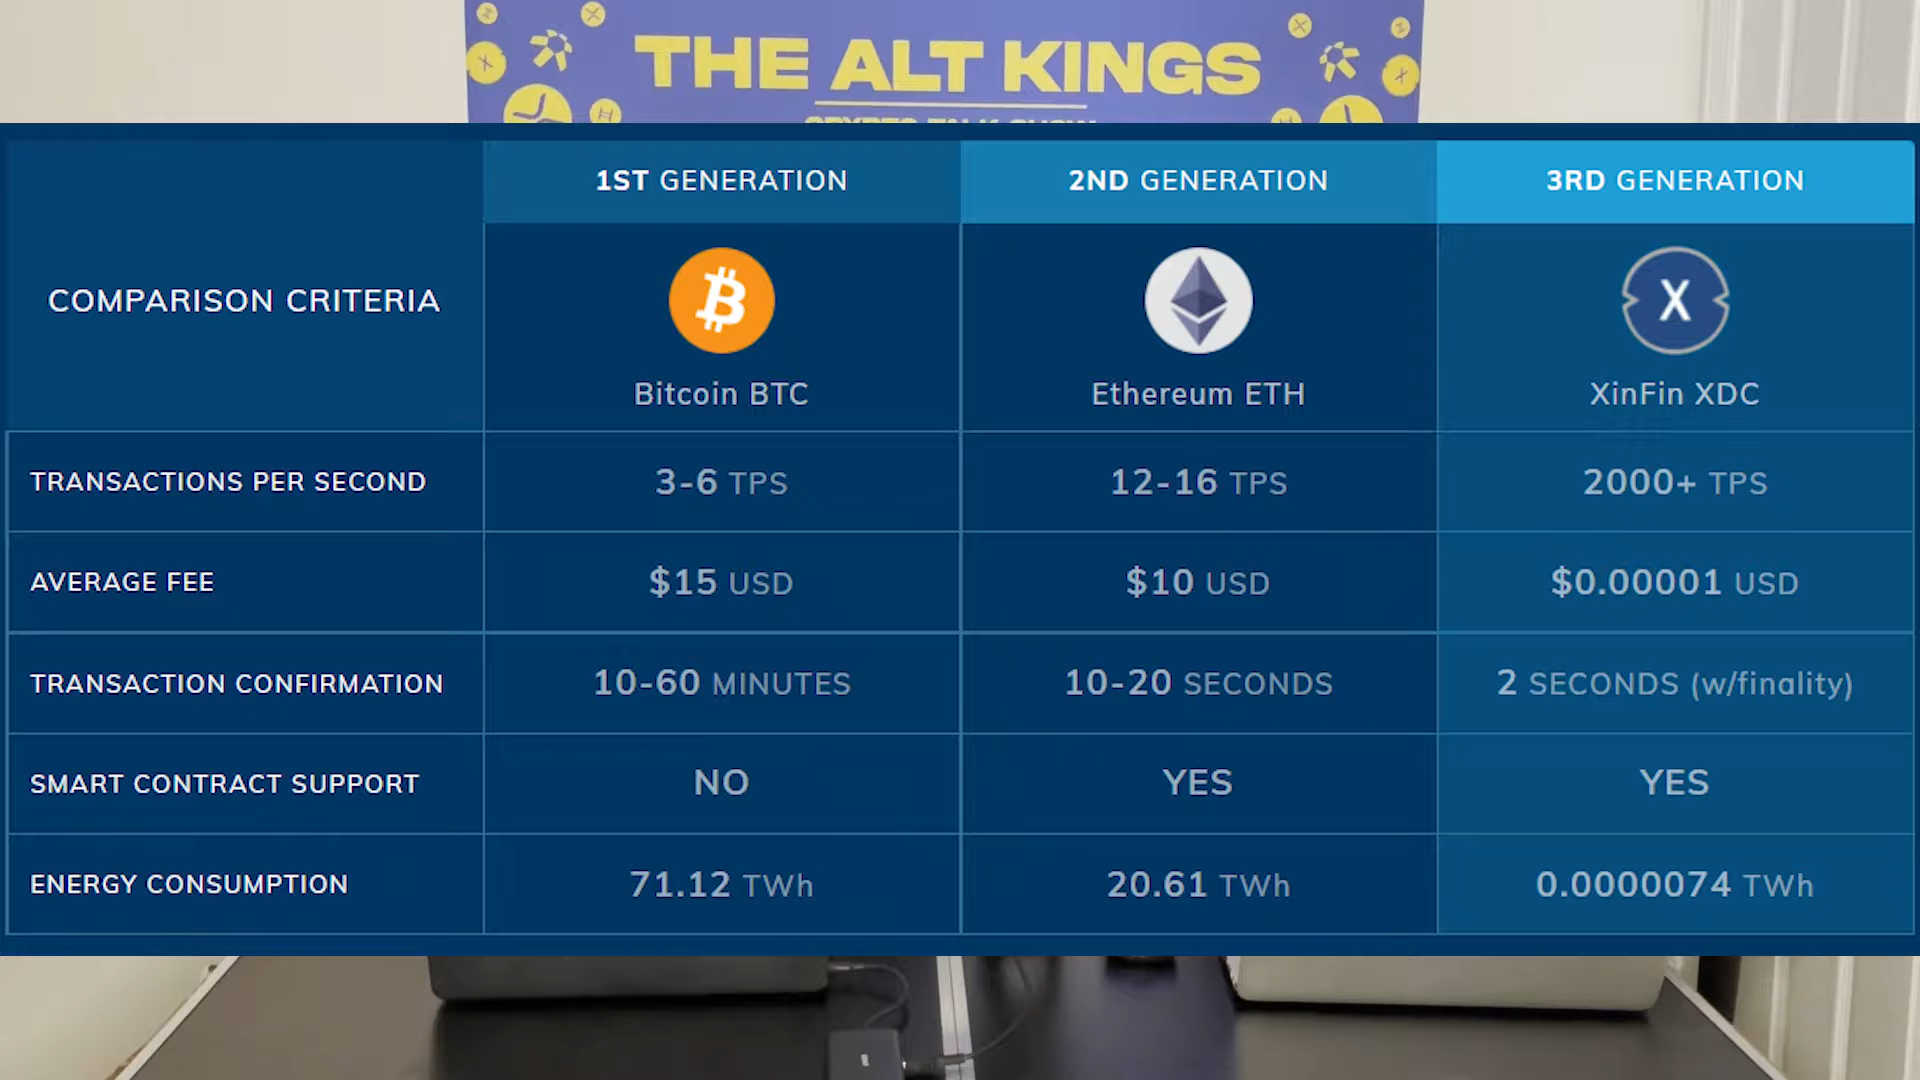 THE ALT KINGS
CRYPTO TALK SHOW
COMPARISON CRITERIA
1ST GENERATION
2ND GENERATION
3RD GENERATION
Bitcoin BTC
Ethereum ETH
X
XinFin XDC
TRANSACTIONS PER SECOND
3-6 TPS
12-16 TPS
2000+ TPS
AVERAGE FEE
$15 USD
$10 USD
$0.00001 USD
TRANSACTION CONFIRMATION
10-60 MINUTES
10-20 SECONDS
2 SECONDS (w/finality)
SMART CONTRACT SUPPORT
NO
YES
YES
ENERGY CONSUMPTION
71.12 TWh
20.61 TWh
0.0000074 TWh